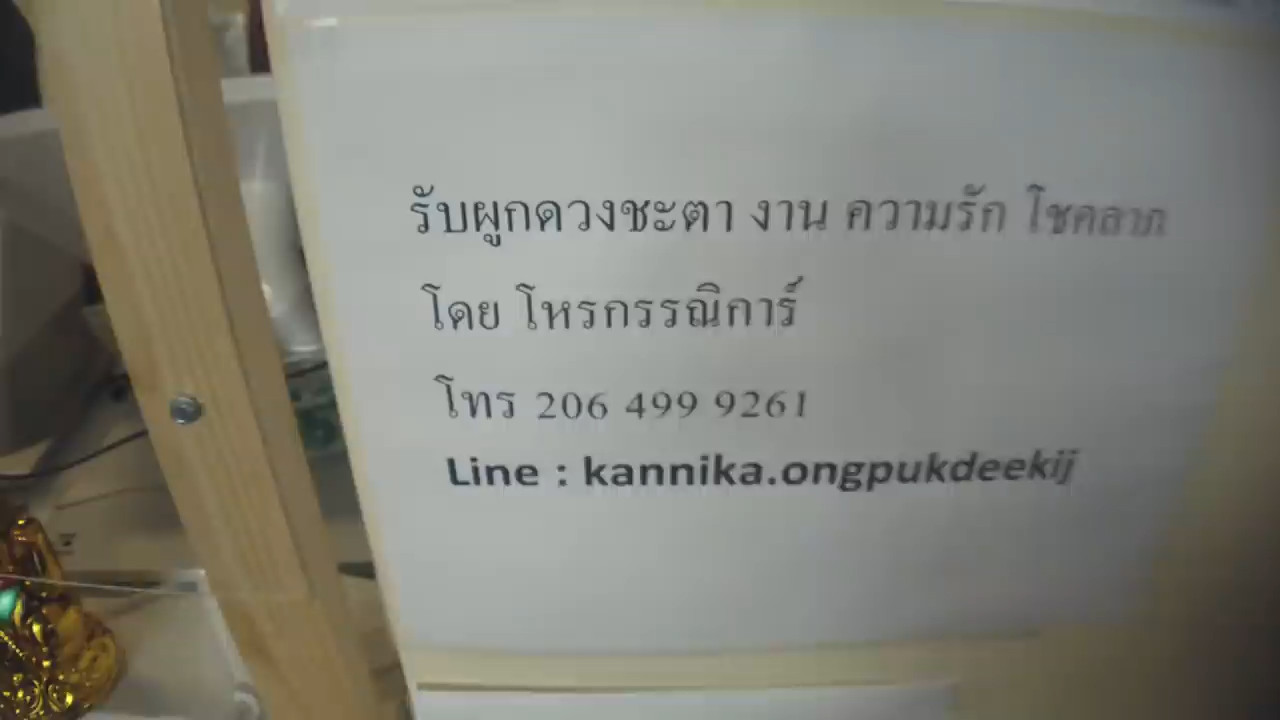 รับผูกดวงชะตา งาน ความรัก โชคลาภ
โดย โหรกรรณิการ์
โทร 206 499 9261
Line : kannika.ongpukdeekij